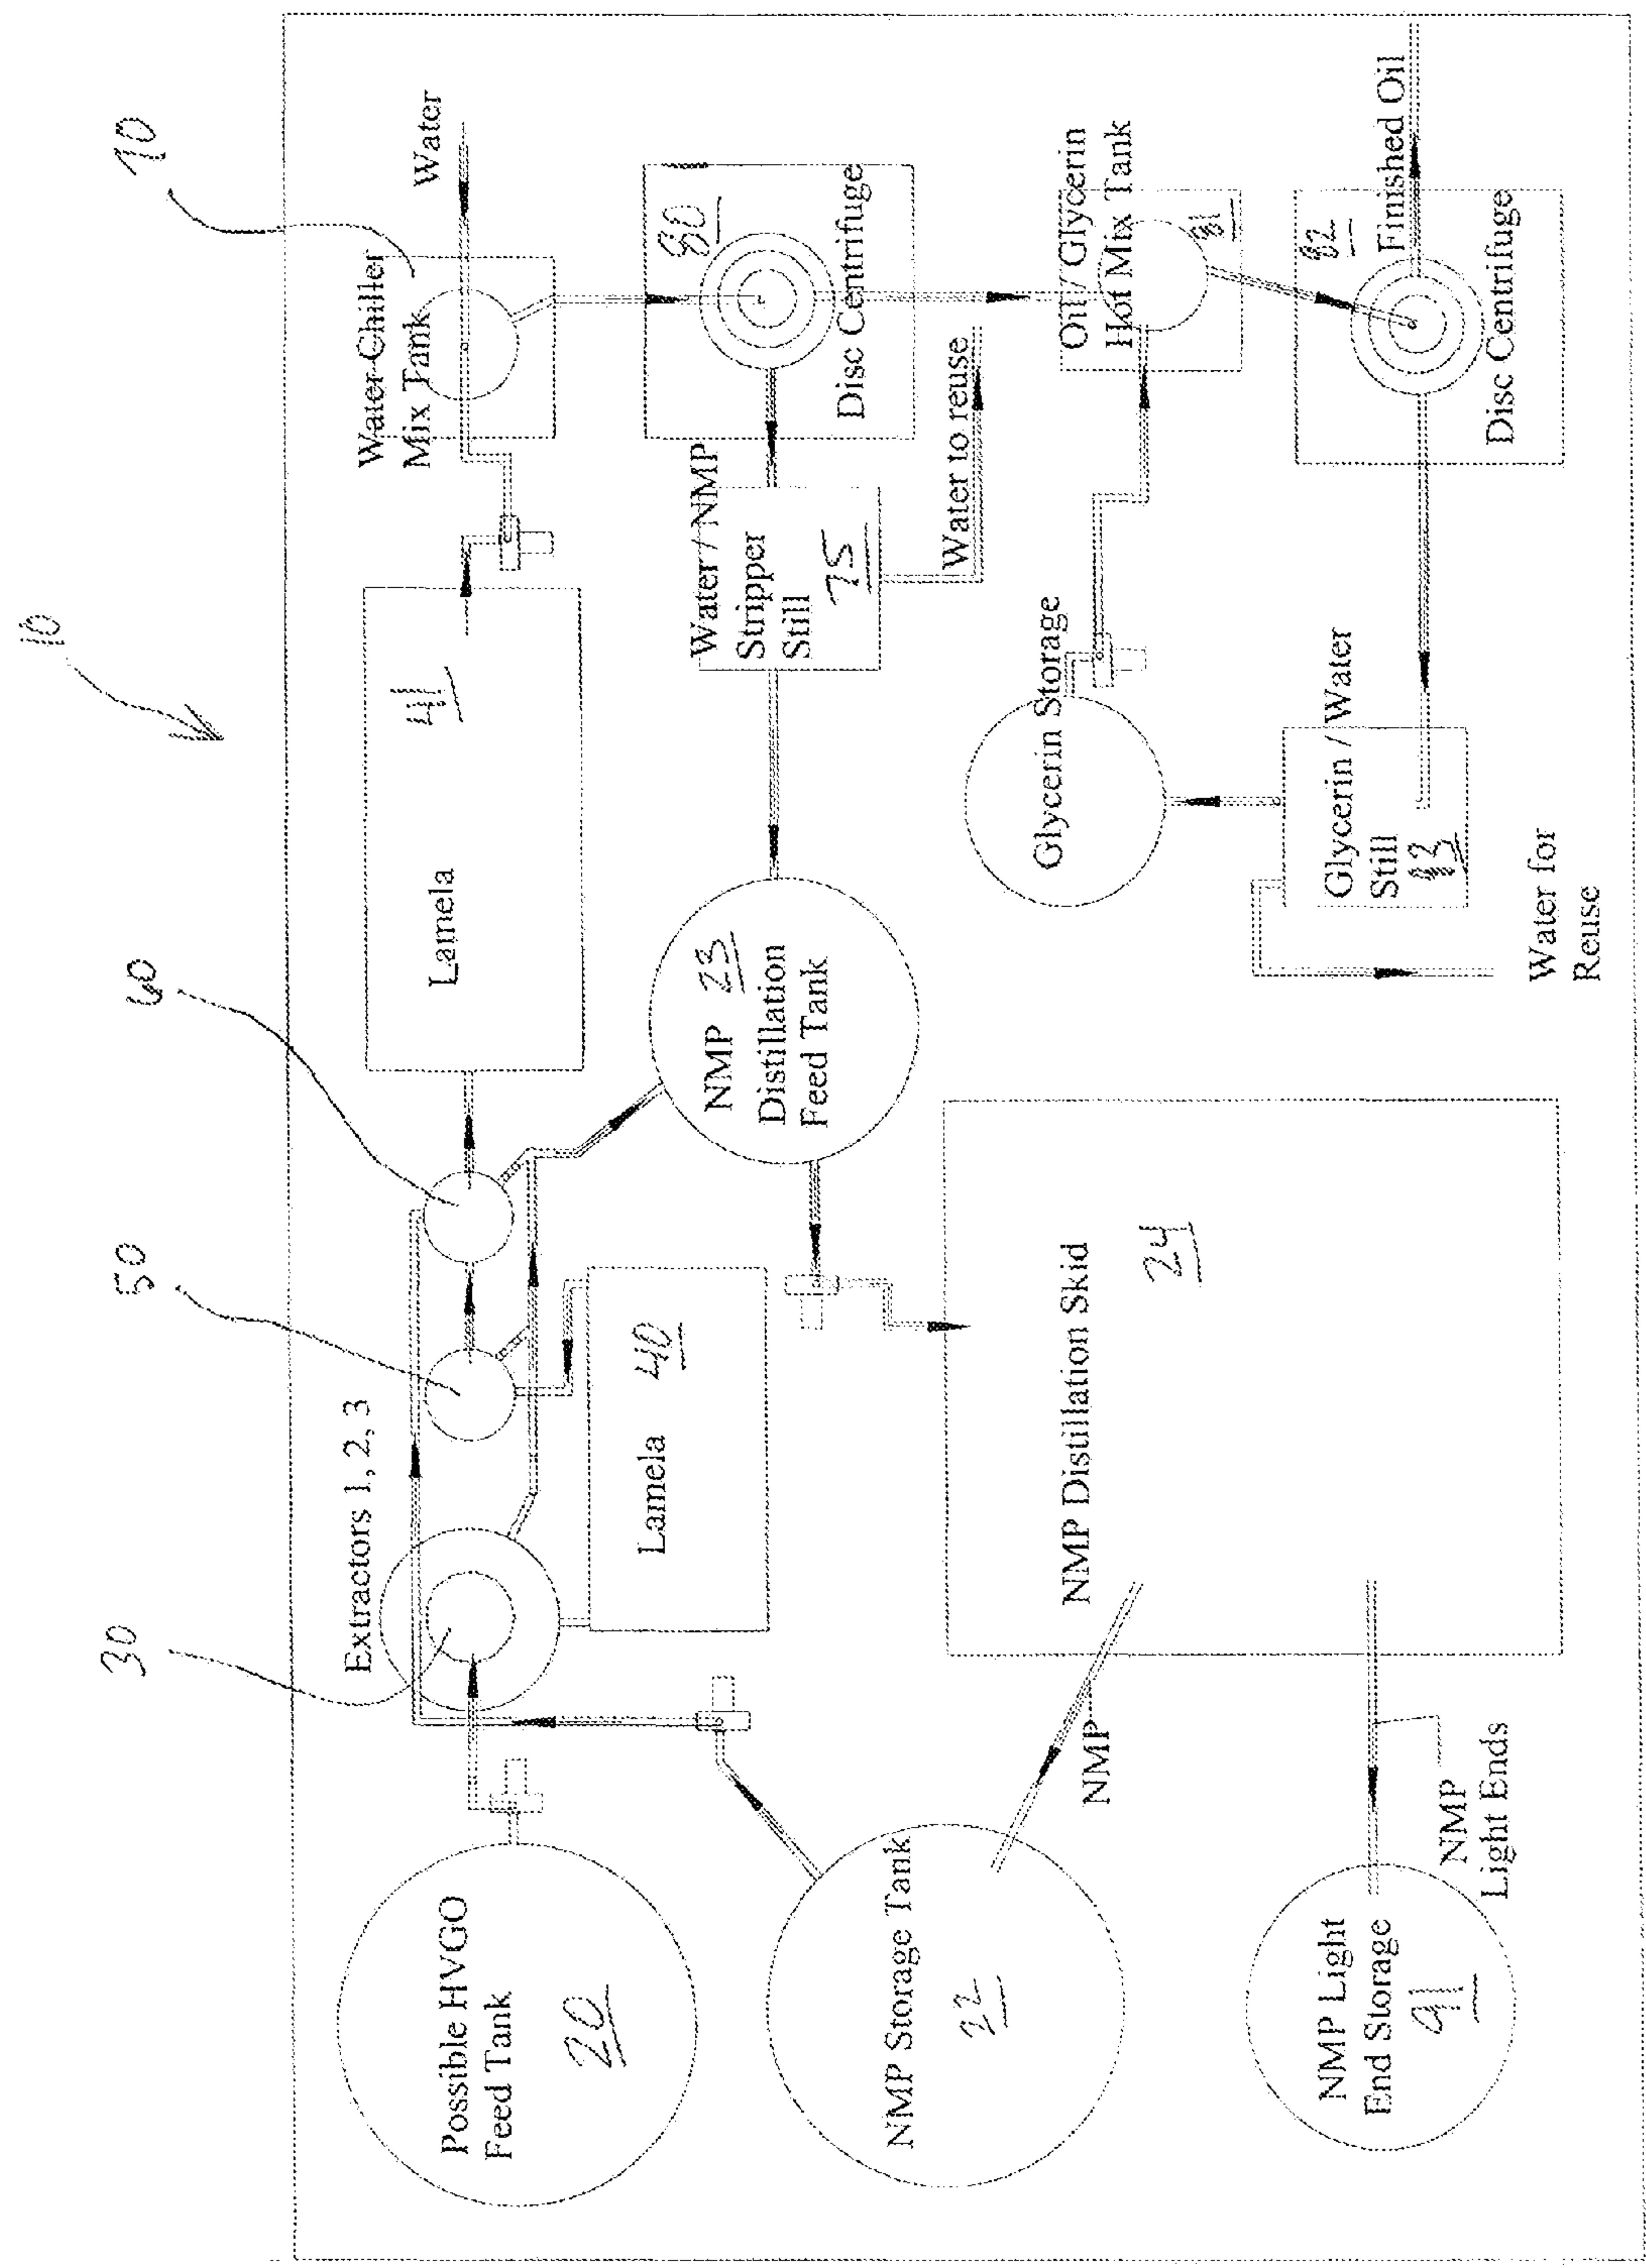 10
30
50
60
70
Extractors 1, 2, 3
Possible HVGO
Feed Tank
20
Lamela
41
Water Chiller
Mix Tank
Water
Lamela
40
NMP 23
Distillation
Feed Tank
Water / NMP
Stripper
Still
75
80
Disc Centrifuge
Water to reuse
NMP Storage Tank
22
NMP
NMP Distillation Skid
24
Glycerin Storage
Oil / Glycerin
Hot Mix Tank
81
NMP Light
End Storage
91
NMP
Light Ends
Glycerin / Water
Still
83
Water for
Reuse
82
Finished Oil
Disc Centrifuge